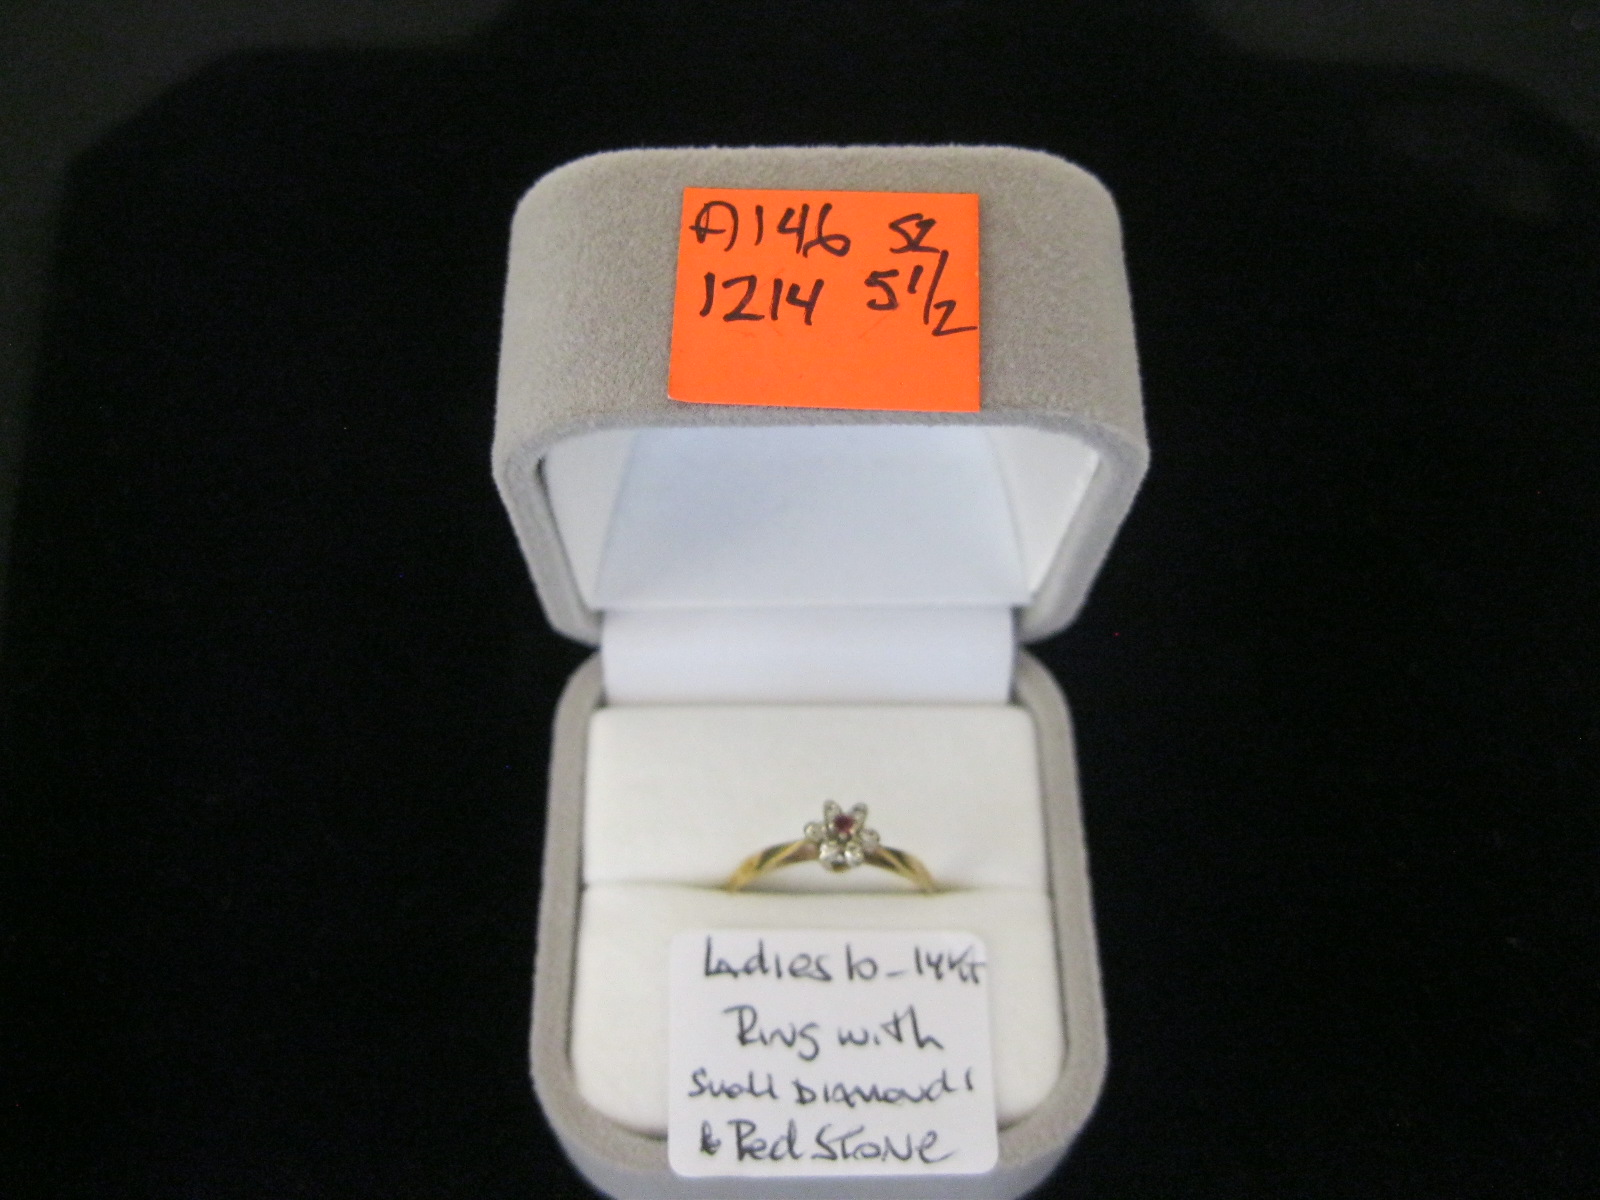 A146 SZ
1214 5 1/2
Ladies 10-14KT
Ring with
Small Diamonds
& Red Stone